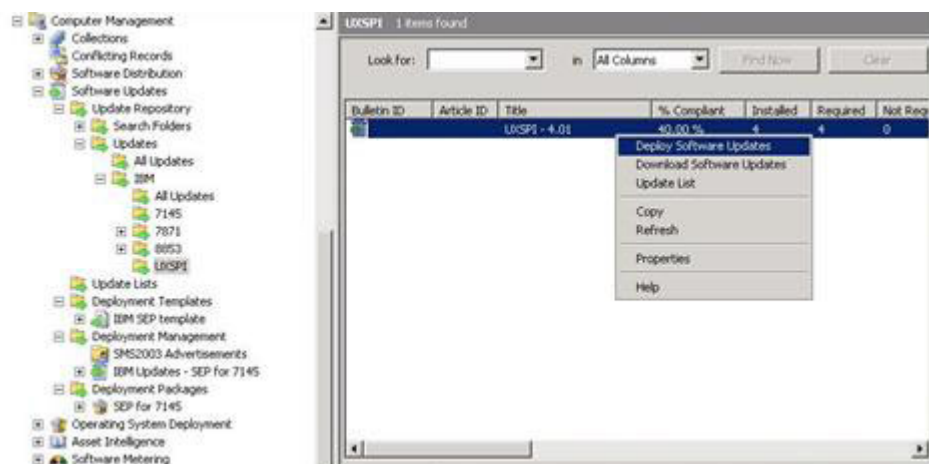 Computer Management
Collections
Conflicting Records
Software Distribution
Software Updates
Update Repository
Search Folders
Updates
All Updates
IBM
All Updates
7145
7871
8853
UXSPI
Update Lists
Deployment Templates
IBM SEP template
Deployment Management
SMS2003 Advertisements
IBM Updates - SEP for 7145
Deployment Packages
SEP for 7145
Operating System Deployment
Asset Intelligence
Software Metering
UXSPI 1 items found
Look for: in All Columns Find Now Clear
Bulletin ID Article ID Title % Compliant Installed Required Not Requ
UXSPI - 4.01 40.00 % 4 4 0
Deploy Software Updates
Download Software Updates
Update List
Copy
Refresh
Properties
Help